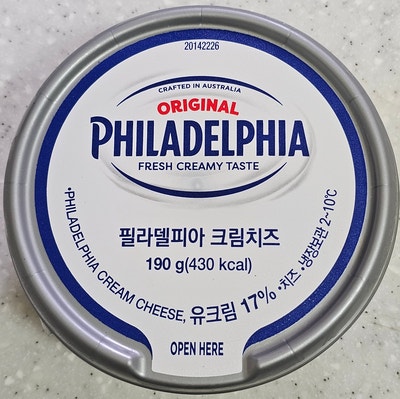 20142226
CRAFTED IN AUSTRALIA
ORIGINAL
PHILADELPHIA
FRESH CREAMY TASTE
필라델피아 크림치즈
190 g(430 kcal)
•PHILADELPHIA CREAM CHEESE, 유크림 17% •치즈 •냉장보관 2~10℃
OPEN HERE